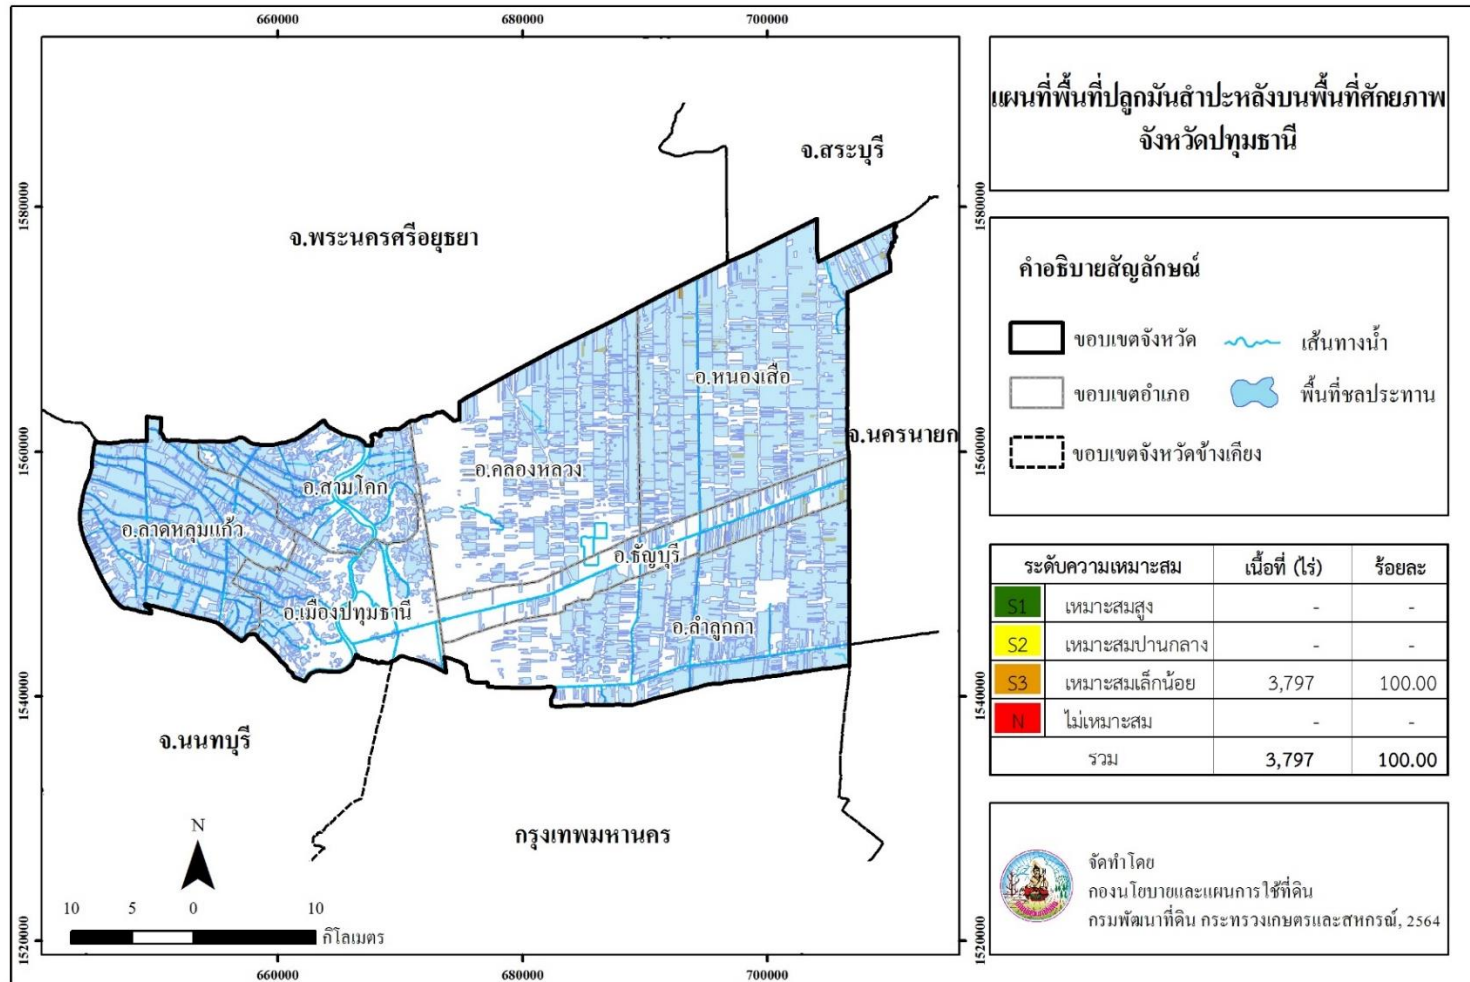 660000
680000
700000
1580000
1560000
1540000
1520000
จ.สระบุรี
จ.พระนครศรีอยุธยา
อ.หนองเสือ
จ.นครนายก
อ.คลองหลวง
อ.สามโคก
อ.ลาดหลุมแก้ว
อ.ธัญบุรี
อ.เมืองปทุมธานี
อ.ลำลูกกา
จ.นนทบุรี
กรุงเทพมหานคร
N
10 5 0 10
กิโลเมตร
660000
680000
700000
1580000
1560000
1540000
1520000
แผนที่พื้นที่ปลูกมันสำปะหลังบนพื้นที่ศักยภาพ
จังหวัดปทุมธานี
คำอธิบายสัญลักษณ์
ขอบเขตจังหวัด เส้นทางน้ำ
ขอบเขตอำเภอ พื้นที่ชลประทาน
ขอบเขตจังหวัดข้างเคียง
ระดับความเหมาะสม เนื้อที่ (ไร่) ร้อยละ
S1 เหมาะสมสูง - -
S2 เหมาะสมปานกลาง - -
S3 เหมาะสมเล็กน้อย 3,797 100.00
N ไม่เหมาะสม - -
รวม 3,797 100.00
จัดทำโดย
กองนโยบายและแผนการใช้ที่ดิน
กรมพัฒนาที่ดิน กระทรวงเกษตรและสหกรณ์, 2564